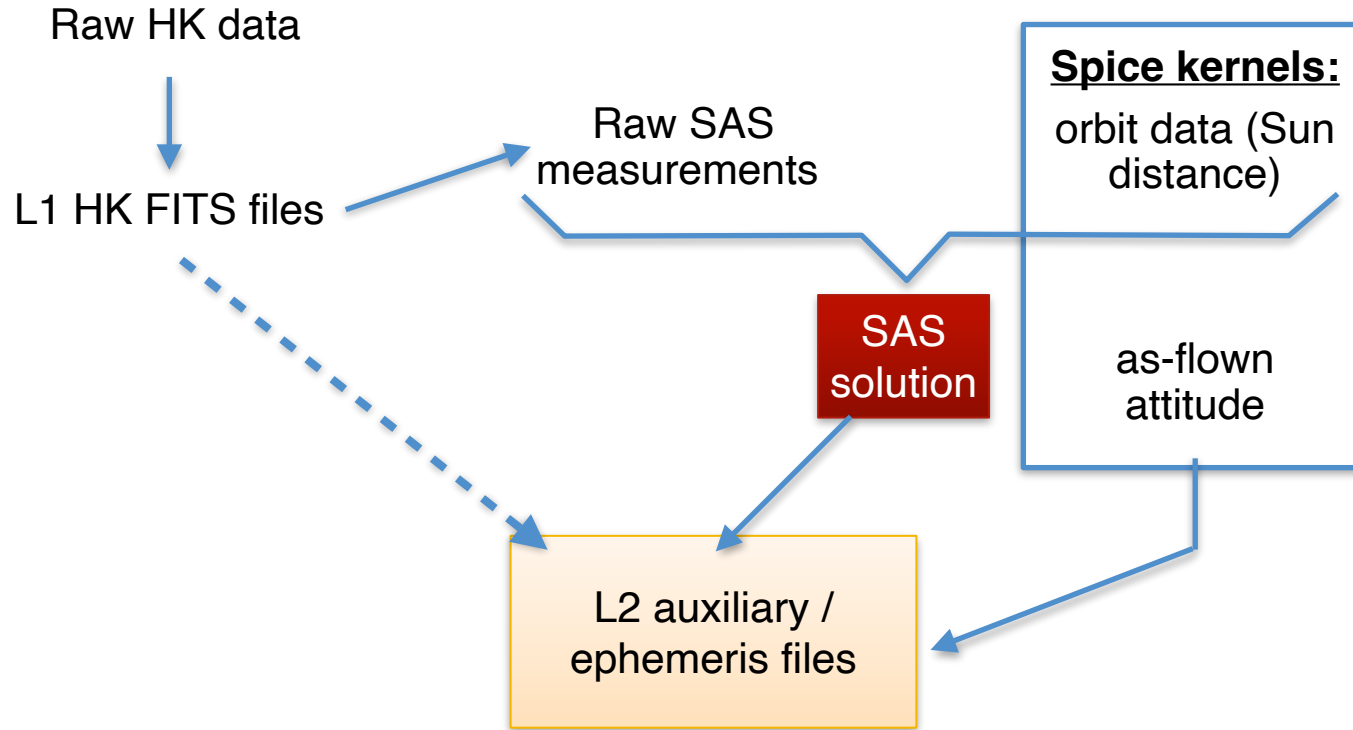 Raw HK data
L1 HK FITS files
Raw SAS
measurements
Spice kernels:
orbit data (Sun
distance)
SAS
solution
as-flown
attitude
L2 auxiliary /
ephemeris files